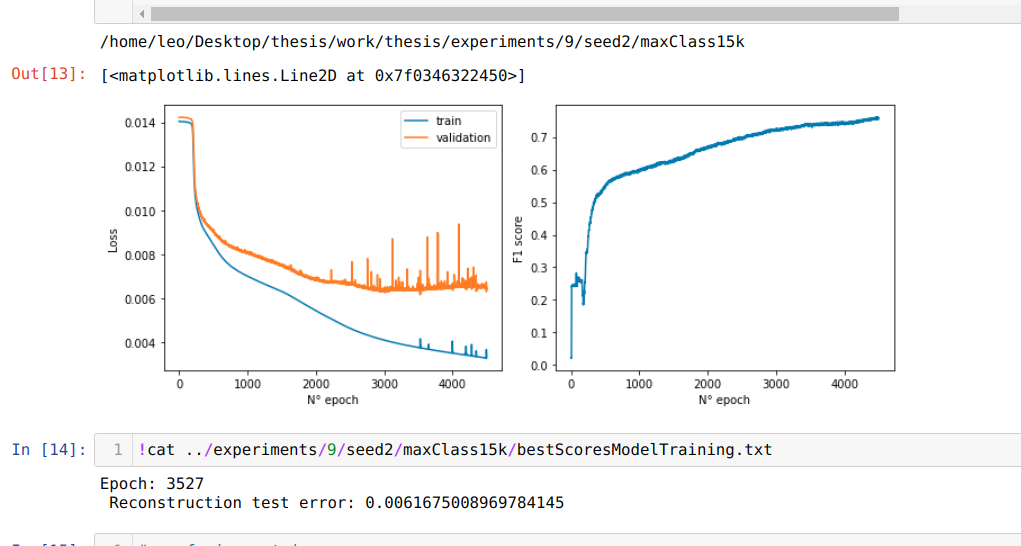 /home/leo/Desktop/thesis/work/thesis/experiments/9/seed2/maxClass15k
Out[13]: [<matplotlib.lines.Line2D at 0x7f0346322450>]
train
validation
0.014
0.012
0.010
0.008
0.006
0.004
Loss
0 1000 2000 3000 4000
N° epoch
0.7
0.6
0.5
0.4
0.3
0.2
0.1
0.0
F1 score
0 1000 2000 3000 4000
N° epoch
In [14]: 1 !cat ../experiments/9/seed2/maxClass15k/bestScoresModelTraining.txt
Epoch: 3527
Reconstruction test error: 0.0061675008969784145